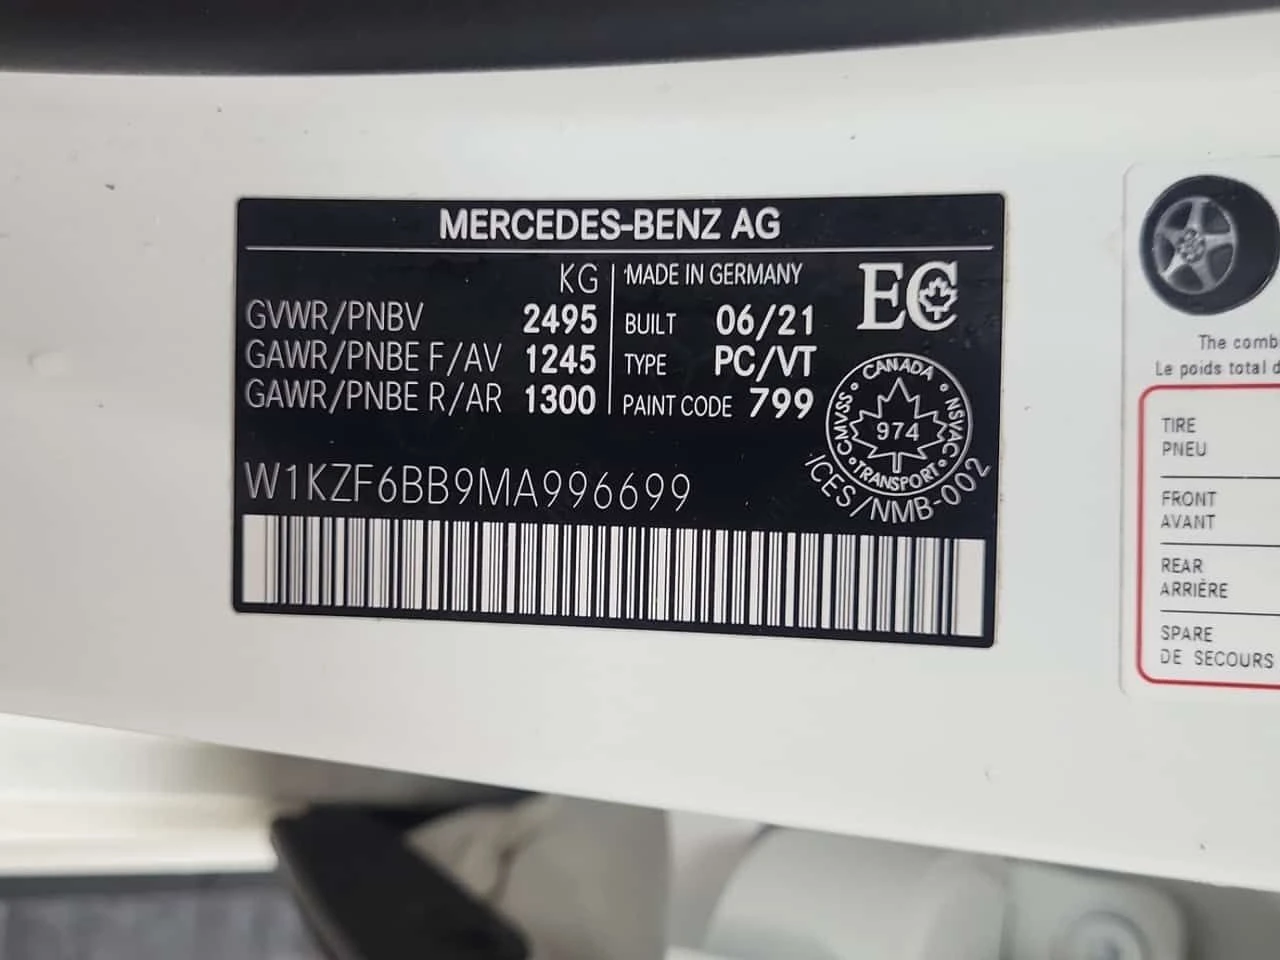 MERCEDES-BENZ AG
KG
GVWR/PNBV 2495
GAWR/PNBE F/AV 1245
GAWR/PNBE R/AR 1300
MADE IN GERMANY
BUILT 06/21
TYPE PC/VT
PAINT CODE 799
EC
CANADA
CMVSS
NSVAC
974
TRANSPORT
ICES/NMB-002
W1KZF6BB9MA996699
The comb
Le poids total d
TIRE
PNEU
FRONT
AVANT
REAR
ARRIÈRE
SPARE
DE SECOURS